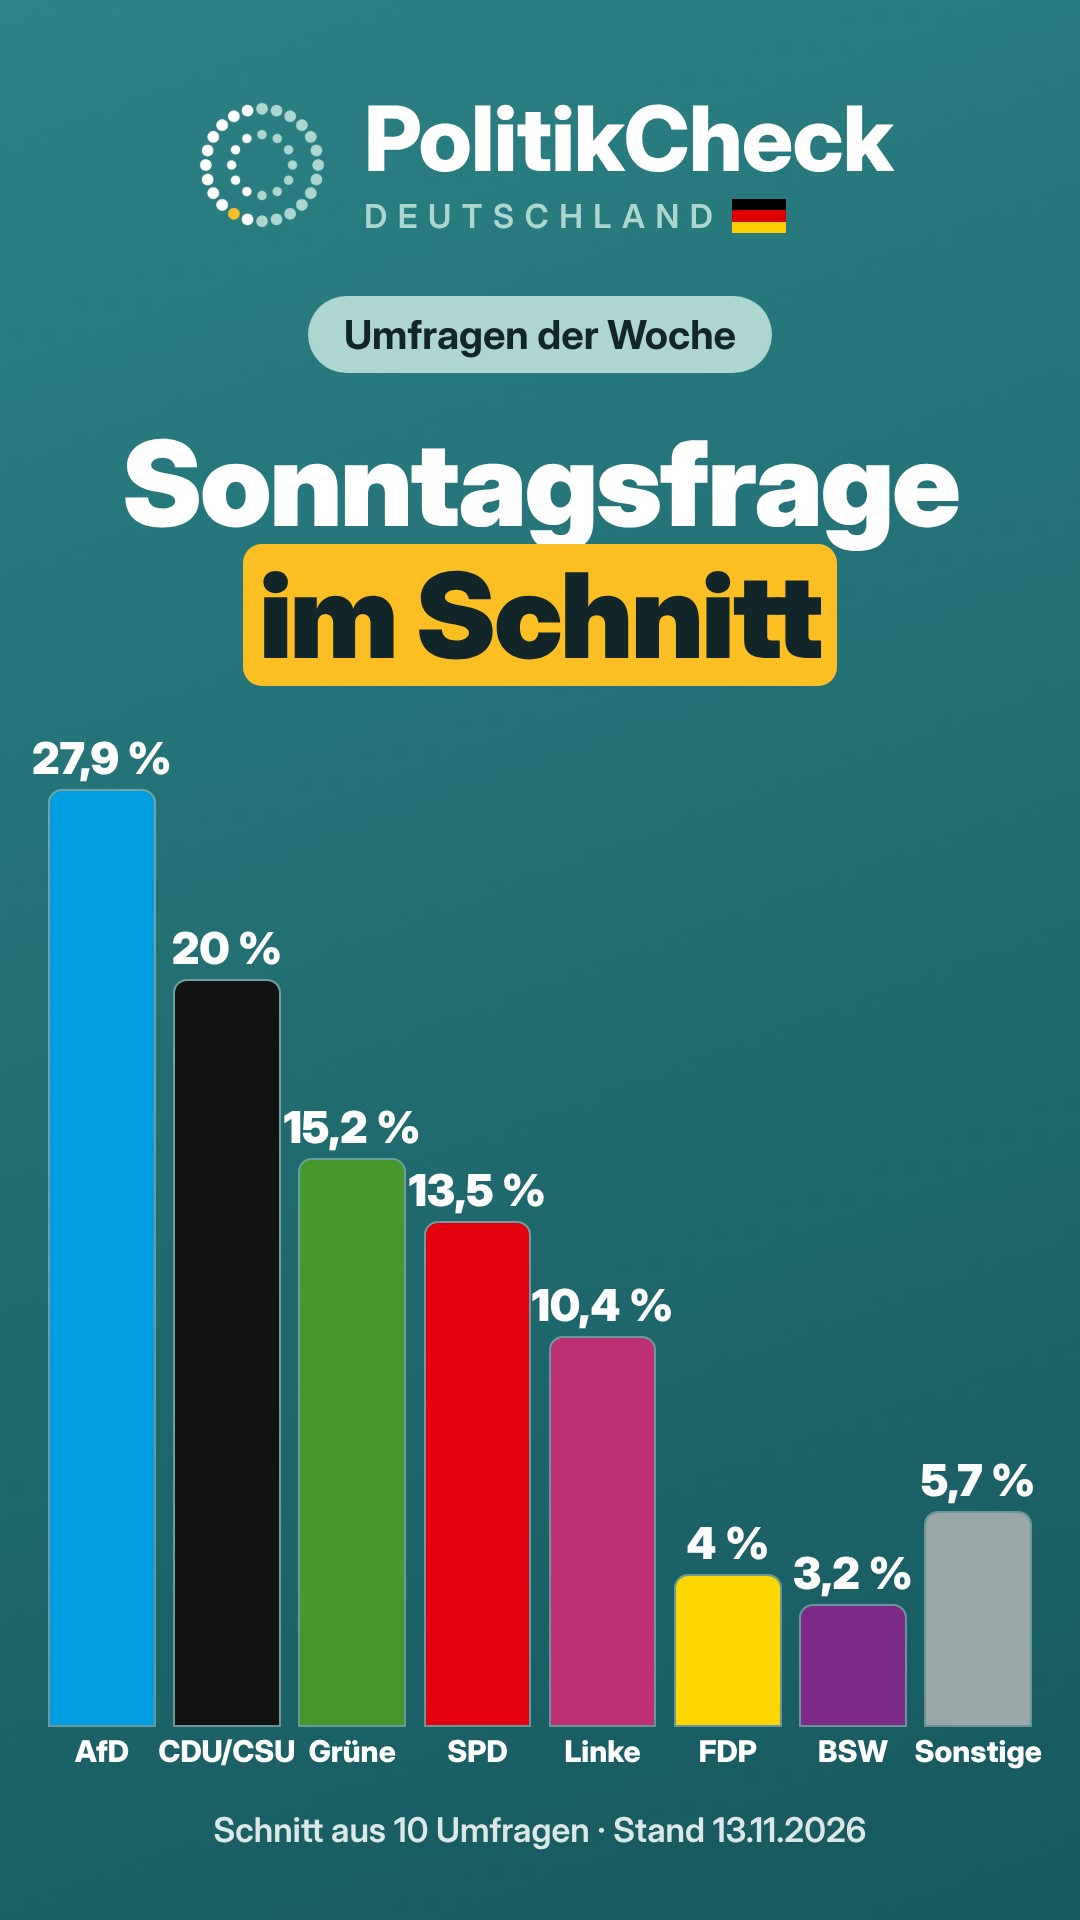 PolitikCheck
DEUTSCHLAND
Umfragen der Woche
Sonntagsfrage
im Schnitt
27,9 %
20 %
15,2 %
13,5 %
10,4 %
4 %
3,2 %
5,7 %
AfD CDU/CSU Grüne SPD Linke FDP BSW Sonstige
Schnitt aus 10 Umfragen · Stand 13.11.2026